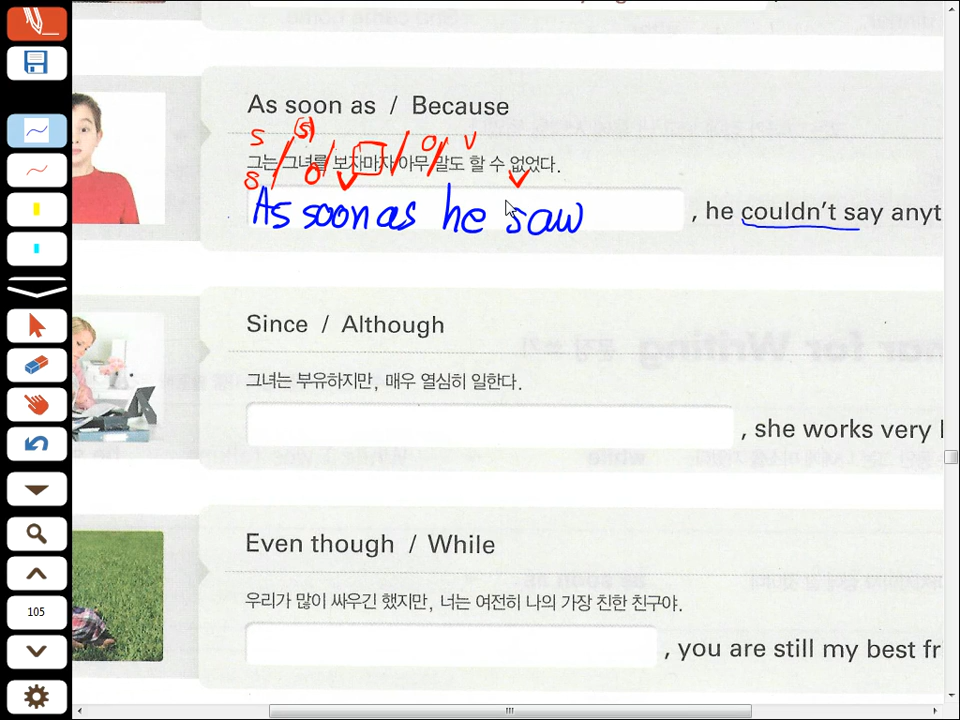 As soon as / Because
S (S) O V
그는 그녀를 보자마자 아무 말도 할 수 없었다.
S O
As soon as he saw , he couldn't say anyt
Since / Although
그녀는 부유하지만, 매우 열심히 일한다.
, she works very
Even though / While
우리가 많이 싸우긴 했지만, 너는 여전히 나의 가장 친한 친구야.
105
, you are still my best fr